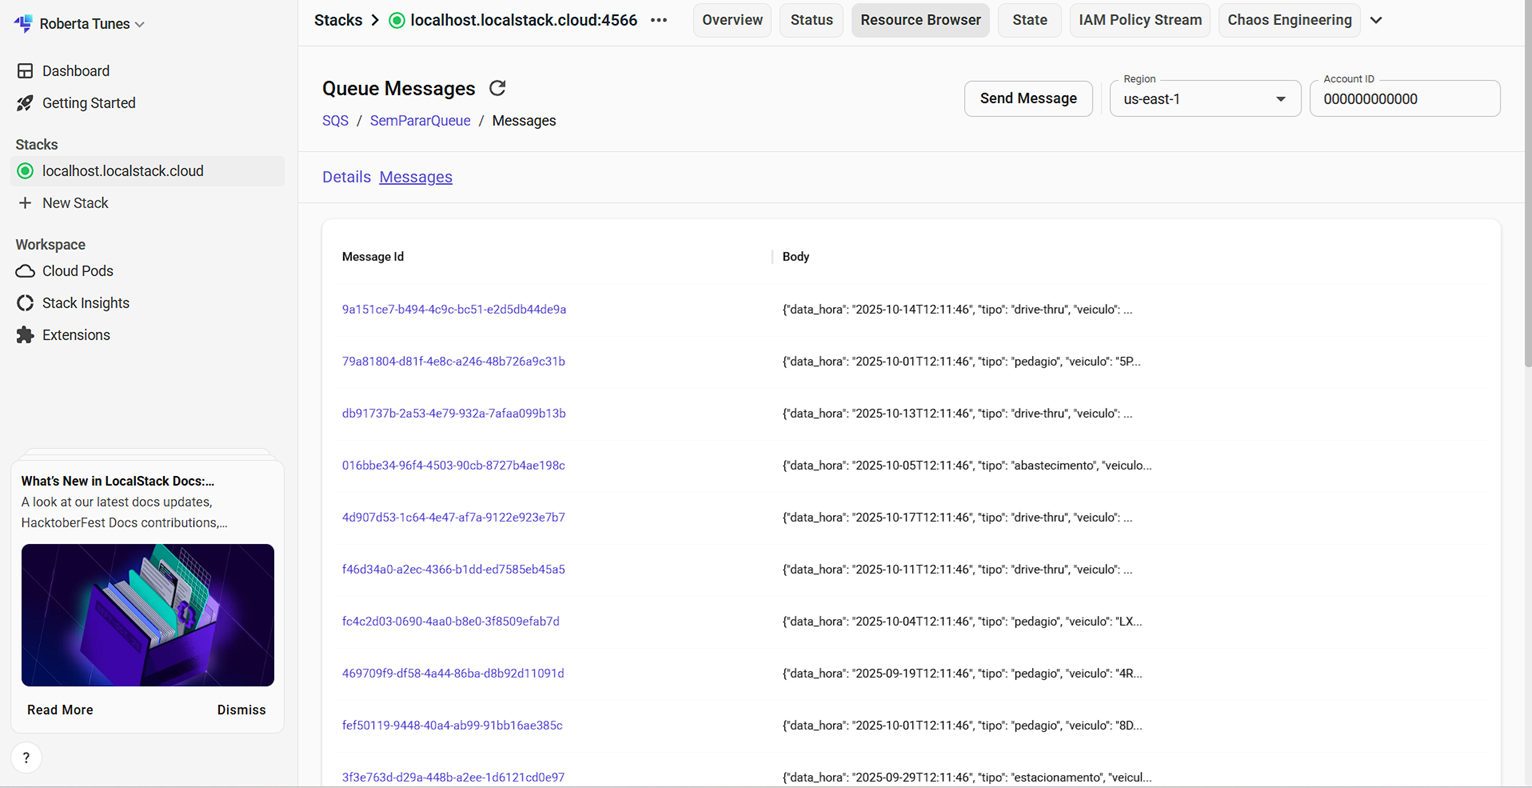 Roberta Tunes
Dashboard
Getting Started
Stacks
localhost.localstack.cloud
New Stack
Workspace
Cloud Pods
Stack Insights
Extensions
What's New in LocalStack Docs:...
A look at our latest docs updates,
HacktoberFest Docs contributions,...
Read More Dismiss
?
Stacks > localhost.localstack.cloud:4566 ••• Overview Status Resource Browser State IAM Policy Stream Chaos Engineering
Queue Messages
SQS / SemPararQueue / Messages
Send Message
Region
us-east-1
Account ID
000000000000
Details Messages
Message Id Body
9a151ce7-b494-4c9c-bc51-e2d5db44de9a {"data_hora": "2025-10-14T12:11:46", "tipo": "drive-thru", "veiculo": ...
79a81804-d81f-4e8c-a246-48b726a9c31b {"data_hora": "2025-10-01T12:11:46", "tipo": "pedagio", "veiculo": "5P...
db91737b-2a53-4e79-932a-7afaa099b13b {"data_hora": "2025-10-13T12:11:46", "tipo": "drive-thru", "veiculo": ...
016bbe34-96f4-4503-90cb-8727b4ae198c {"data_hora": "2025-10-05T12:11:46", "tipo": "abastecimento", "veiculo...
4d907d53-1c64-4e47-af7a-9122e923e7b7 {"data_hora": "2025-10-17T12:11:46", "tipo": "drive-thru", "veiculo": ...
f46d34a0-a2ec-4366-b1dd-ed7585eb45a5 {"data_hora": "2025-10-11T12:11:46", "tipo": "drive-thru", "veiculo": ...
fc4c2d03-0690-4aa0-b8e0-3f8509efab7d {"data_hora": "2025-10-04T12:11:46", "tipo": "pedagio", "veiculo": "LX...
469709f9-df58-4a44-86ba-d8b92d11091d {"data_hora": "2025-09-19T12:11:46", "tipo": "pedagio", "veiculo": "4R...
fef50119-9448-40a4-ab99-91bb16ae385c {"data_hora": "2025-10-01T12:11:46", "tipo": "pedagio", "veiculo": "8D...
3f3e763d-d29a-448b-a2ee-1d6121cd0e97 {"data_hora": "2025-09-29T12:11:46", "tipo": "estacionamento", "veicul...